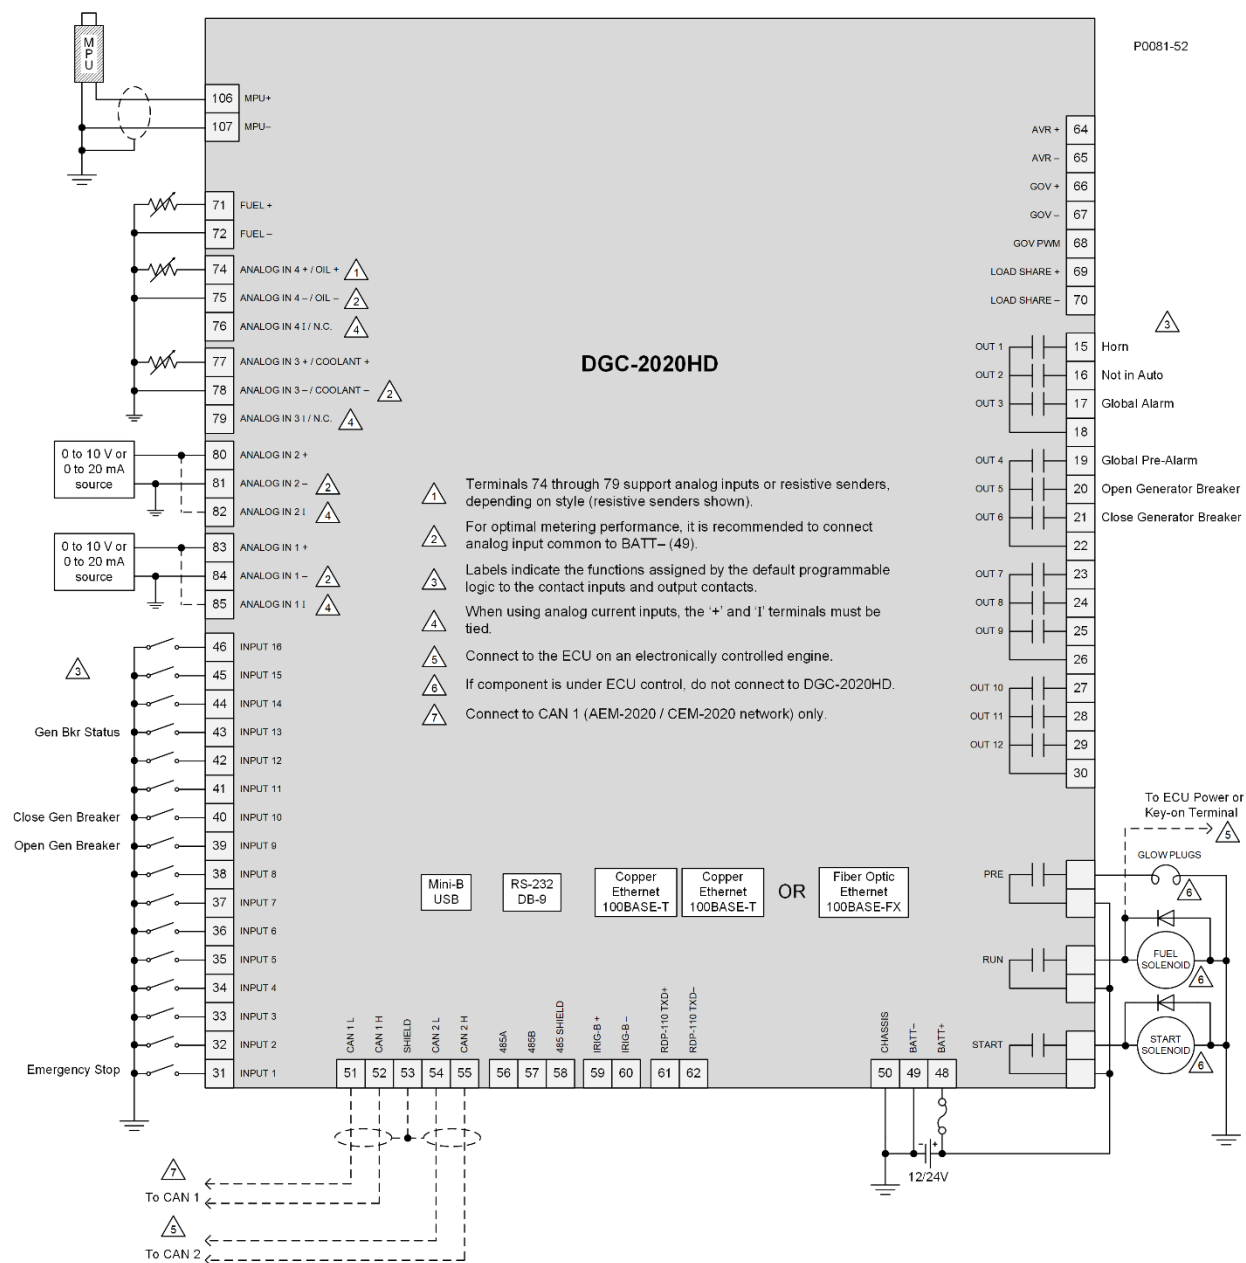 P0081-52
MPU
106 MPU+
107 MPU–
71 FUEL +
72 FUEL –
74 ANALOG IN 4 + / OIL + 1
75 ANALOG IN 4 – / OIL – 2
76 ANALOG IN 4 I / N.C. 4
77 ANALOG IN 3 + / COOLANT +
78 ANALOG IN 3 – / COOLANT – 2
79 ANALOG IN 3 I / N.C. 4
0 to 10 V or
0 to 20 mA
source
80 ANALOG IN 2 +
81 ANALOG IN 2 – 2
82 ANALOG IN 2 I 4
0 to 10 V or
0 to 20 mA
source
83 ANALOG IN 1 +
84 ANALOG IN 1 – 2
85 ANALOG IN 1 I 4
3
46 INPUT 16
45 INPUT 15
44 INPUT 14
Gen Bkr Status 43 INPUT 13
42 INPUT 12
41 INPUT 11
Close Gen Breaker 40 INPUT 10
Open Gen Breaker 39 INPUT 9
38 INPUT 8
37 INPUT 7
36 INPUT 6
35 INPUT 5
34 INPUT 4
33 INPUT 3
32 INPUT 2
Emergency Stop 31 INPUT 1
DGC-2020HD
1 Terminals 74 through 79 support analog inputs or resistive senders,
depending on style (resistive senders shown).
2 For optimal metering performance, it is recommended to connect
analog input common to BATT– (49).
3 Labels indicate the functions assigned by the default programmable
logic to the contact inputs and output contacts.
4 When using analog current inputs, the ‘+’ and ‘I’ terminals must be
tied.
5 Connect to the ECU on an electronically controlled engine.
6 If component is under ECU control, do not connect to DGC-2020HD.
7 Connect to CAN 1 (AEM-2020 / CEM-2020 network) only.
AVR + 64
AVR – 65
GOV + 66
GOV – 67
GOV PWM 68
LOAD SHARE + 69
LOAD SHARE – 70
3
OUT 1 15 Horn
OUT 2 16 Not in Auto
OUT 3 17 Global Alarm
18
OUT 4 19 Global Pre-Alarm
OUT 5 20 Open Generator Breaker
OUT 6 21 Close Generator Breaker
22
OUT 7 23
OUT 8 24
OUT 9 25
26
OUT 10 27
OUT 11 28
OUT 12 29
30
To ECU Power or
Key-on Terminal
5
GLOW PLUGS
PRE
6
RUN
FUEL
SOLENOID
6
START
START
SOLENOID
6
Mini-B
USB
RS-232
DB-9
Copper
Ethernet
100BASE-T
Copper
Ethernet
100BASE-T
OR
Fiber Optic
Ethernet
100BASE-FX
CAN 1 L
CAN 1 H
SHIELD
CAN 2 L
CAN 2 H
485A
485B
485 SHIELD
IRIG-B +
IRIG-B –
RDP-110 TXD+
RDP-110 TXD–
CHASSIS
BATT–
BATT+
51 52 53 54 55 56 57 58 59 60 61 62 50 49 48
- +
12/24V
7
To CAN 1
5
To CAN 2